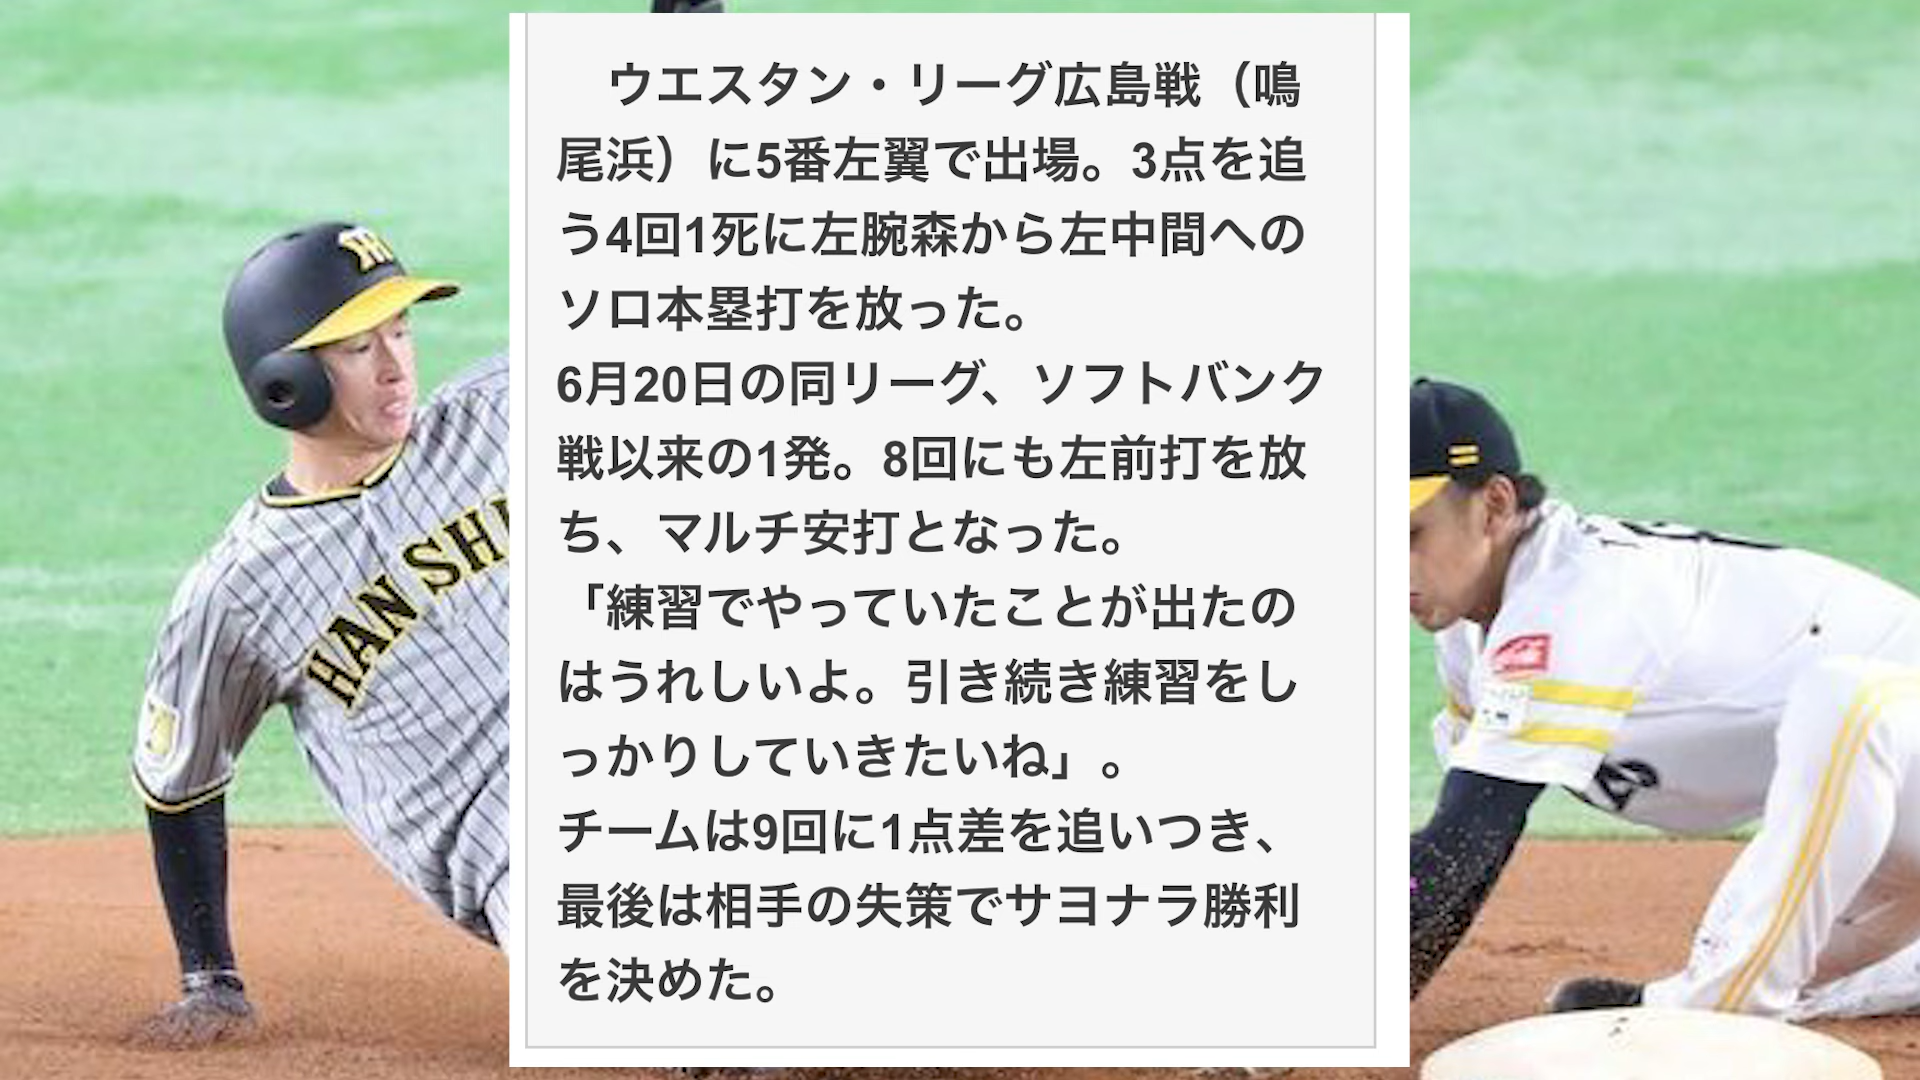 ウエスタン・リーグ広島戦（鳴
尾浜）に5番左翼で出場。3点を追
う4回1死に左腕森から左中間への
ソロ本塁打を放った。
6月20日の同リーグ、ソフトバンク
戦以来の1発。8回にも左前打を放
ち、マルチ安打となった。
「練習でやっていたことが出たの
はうれしいよ。引き続き練習をし
っかりしていきたいね」。
チームは9回に1点差を追いつき、
最後は相手の失策でサヨナラ勝利
を決めた。
HANSHI